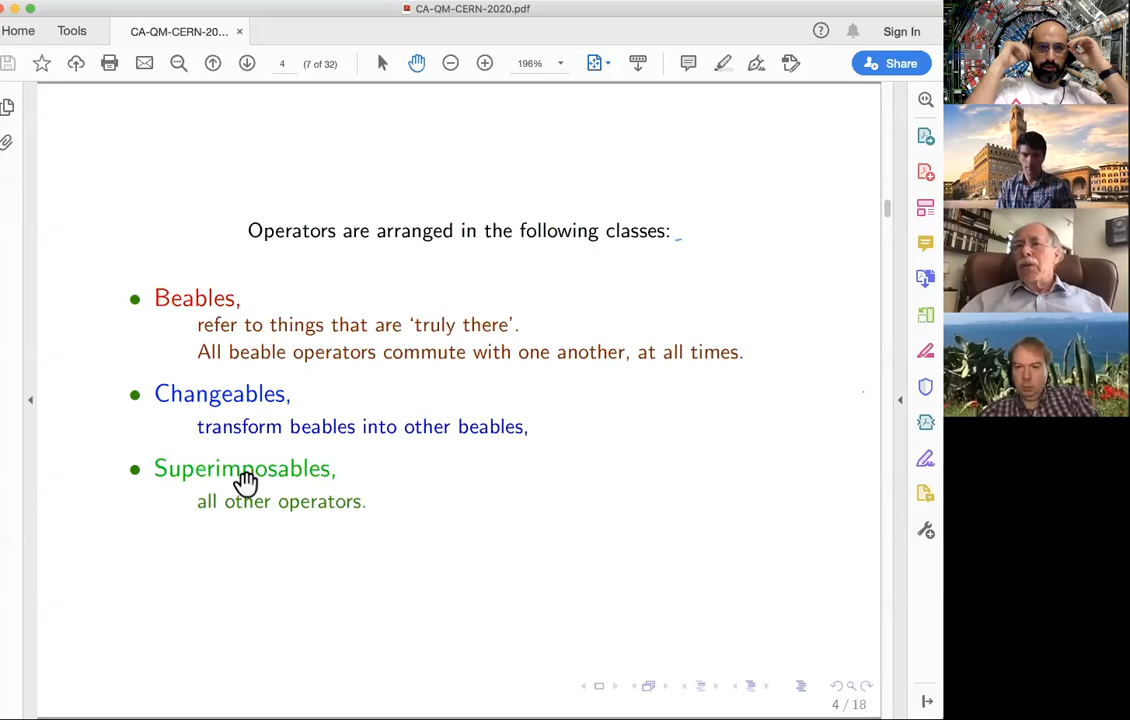 CA-QM-CERN-2020.pdf
Home
Tools
CA-QM-CERN-20... ×
Sign In
4
(7 of 32)
196%
Share
Operators are arranged in the following classes:
• Beables,
refer to things that are ‘truly there’.
All beable operators commute with one another, at all times.
• Changeables,
transform beables into other beables,
• Superimposables,
all other operators.
4 / 18